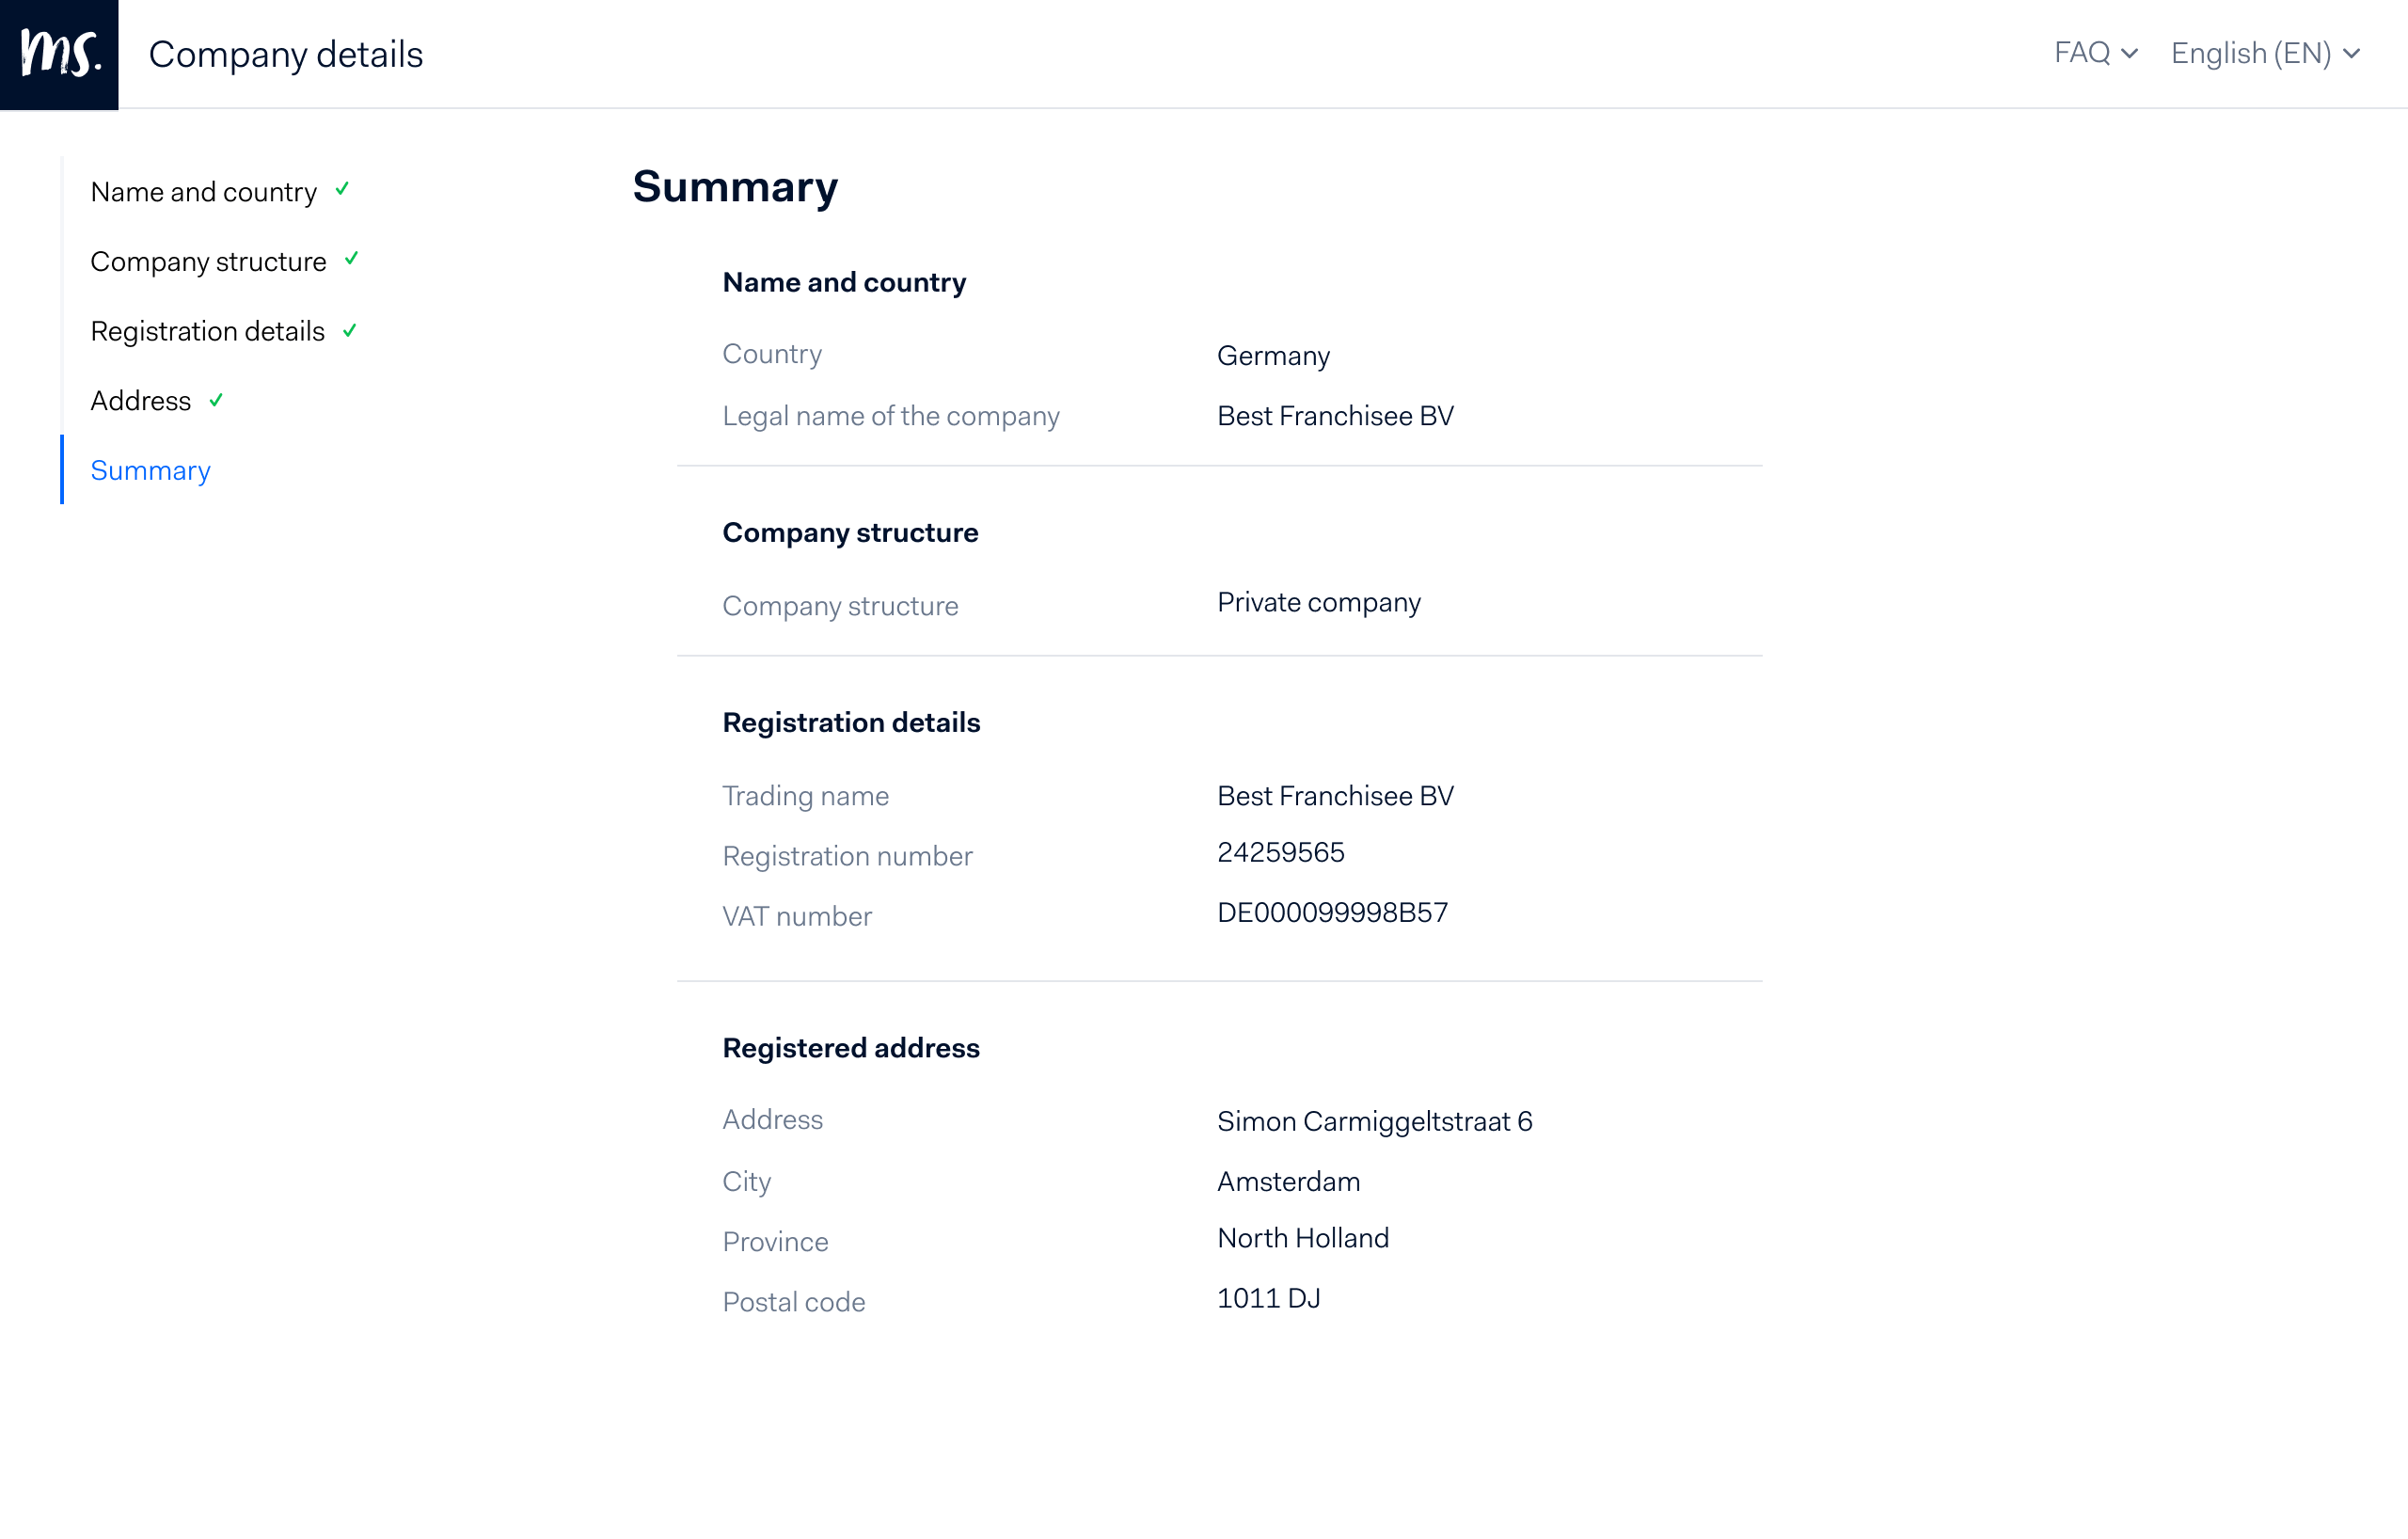 ms.
Company details
FAQ
English (EN)
Name and country
Company structure
Registration details
Address
Summary
Summary
Name and country
Country Germany
Legal name of the company Best Franchisee BV
Company structure
Company structure Private company
Registration details
Trading name Best Franchisee BV
Registration number 24259565
VAT number DE000099998B57
Registered address
Address Simon Carmiggeltstraat 6
City Amsterdam
Province North Holland
Postal code 1011 DJ